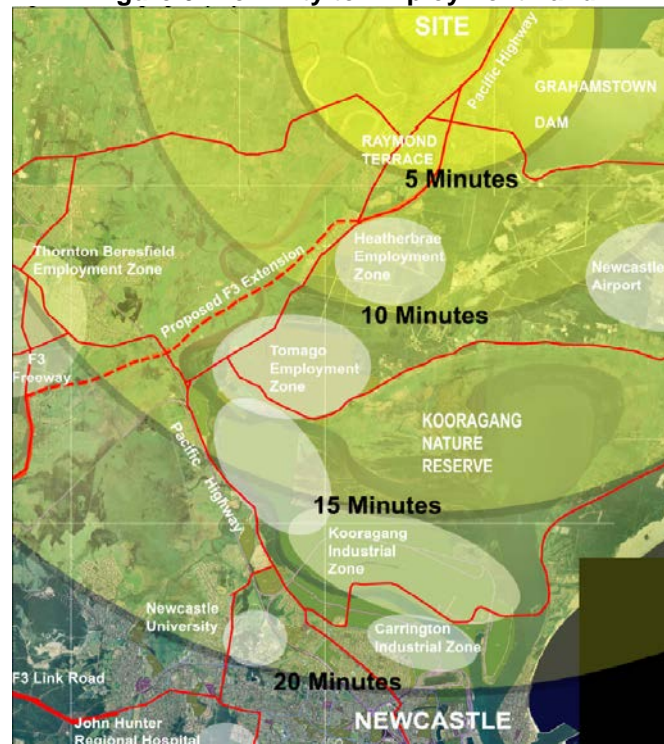 SITE
Pacific Highway
GRAHAMSTOWN
DAM
RAYMOND
TERRACE
5 Minutes
Thornton Beresfield
Employment Zone
Proposed F3 Extension
Heatherbrae
Employment
Zone
Newcastle
Airport
10 Minutes
F3
Freeway
Tomago
Employment
Zone
Pacific Highway
KOORAGANG
NATURE
RESERVE
15 Minutes
Kooragang
Industrial
Zone
Newcastle
University
Carrington
Industrial Zone
F3 Link Road
20 Minutes
John Hunter
Regional Hospital
NEWCASTLE